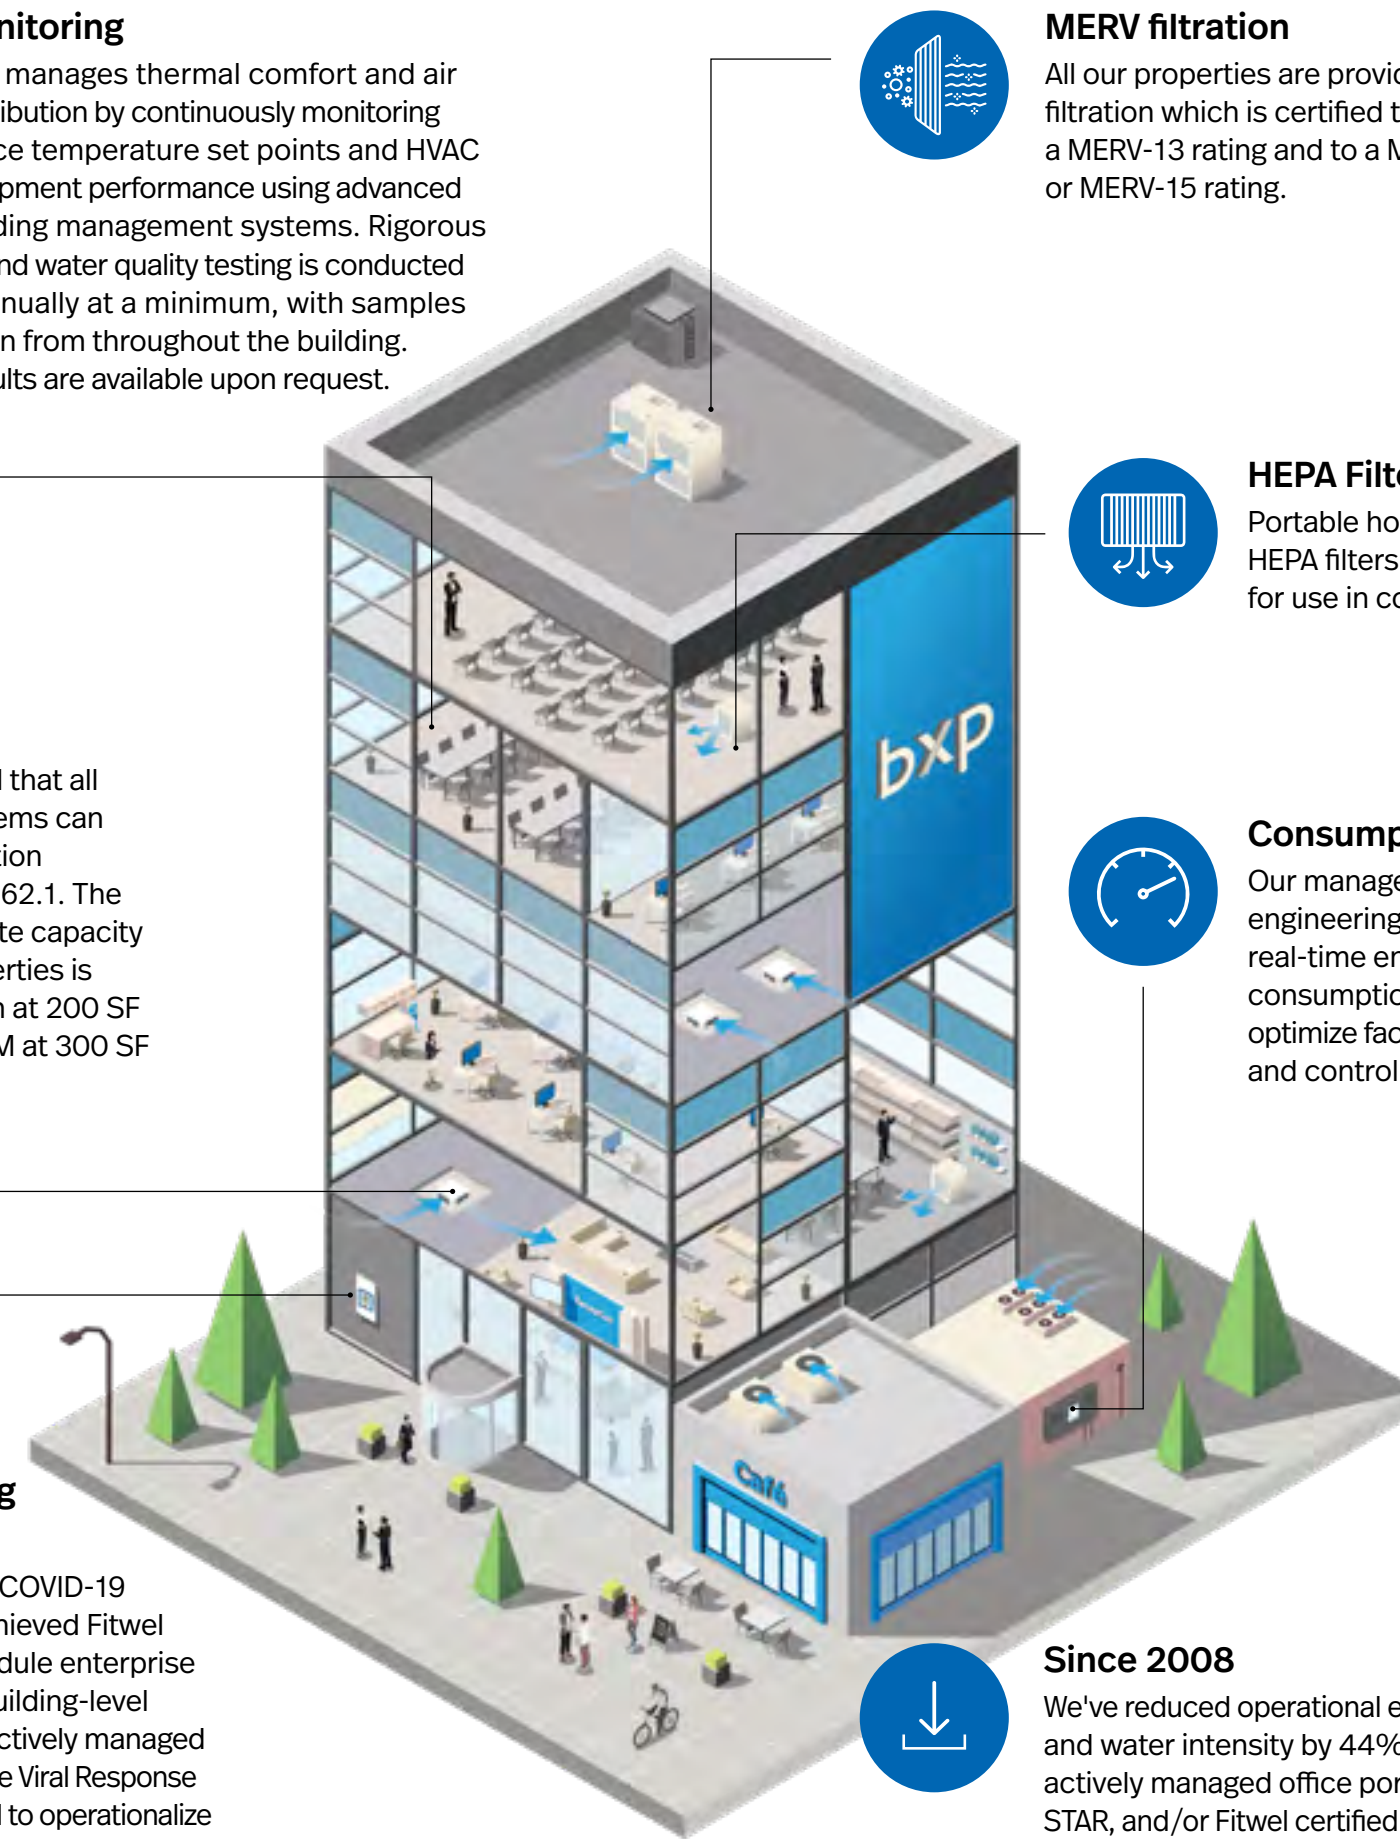 nitoring
manages thermal comfort and air
ribution by continuously monitoring
ce temperature set points and HVAC
pment performance using advanced
ding management systems. Rigorous
nd water quality testing is conducted
nually at a minimum, with samples
n from throughout the building.
ults are available upon request.
MERV filtration
All our properties are provid
filtration which is certified t
a MERV-13 rating and to a M
or MERV-15 rating.
HEPA Filte
Portable ho
HEPA filters
for use in co
bxp
l that all
ems can
tion
62.1. The
te capacity
erties is
n at 200 SF
M at 300 SF
Consump
Our manage
engineering
real-time en
consumptio
optimize fac
and control
Café
g
COVID-19
hieved Fitwel
dule enterprise
uilding-level
ctively managed
e Viral Response
l to operationalize
Since 2008
We've reduced operational e
and water intensity by 44%
actively managed office por
STAR, and/or Fitwel certified